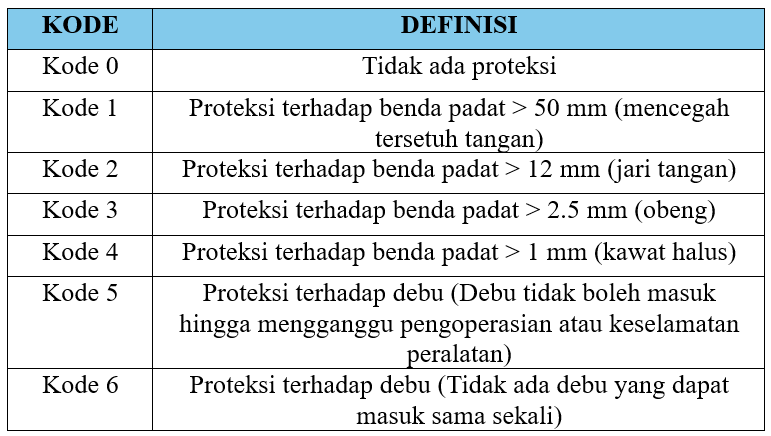 KODE DEFINISI
Kode 0 Tidak ada proteksi
Kode 1 Proteksi terhadap benda padat > 50 mm (mencegah
tersetuh tangan)
Kode 2 Proteksi terhadap benda padat > 12 mm (jari tangan)
Kode 3 Proteksi terhadap benda padat > 2.5 mm (obeng)
Kode 4 Proteksi terhadap benda padat > 1 mm (kawat halus)
Kode 5 Proteksi terhadap debu (Debu tidak boleh masuk
hingga mengganggu pengoperasian atau keselamatan
peralatan)
Kode 6 Proteksi terhadap debu (Tidak ada debu yang dapat
masuk sama sekali)